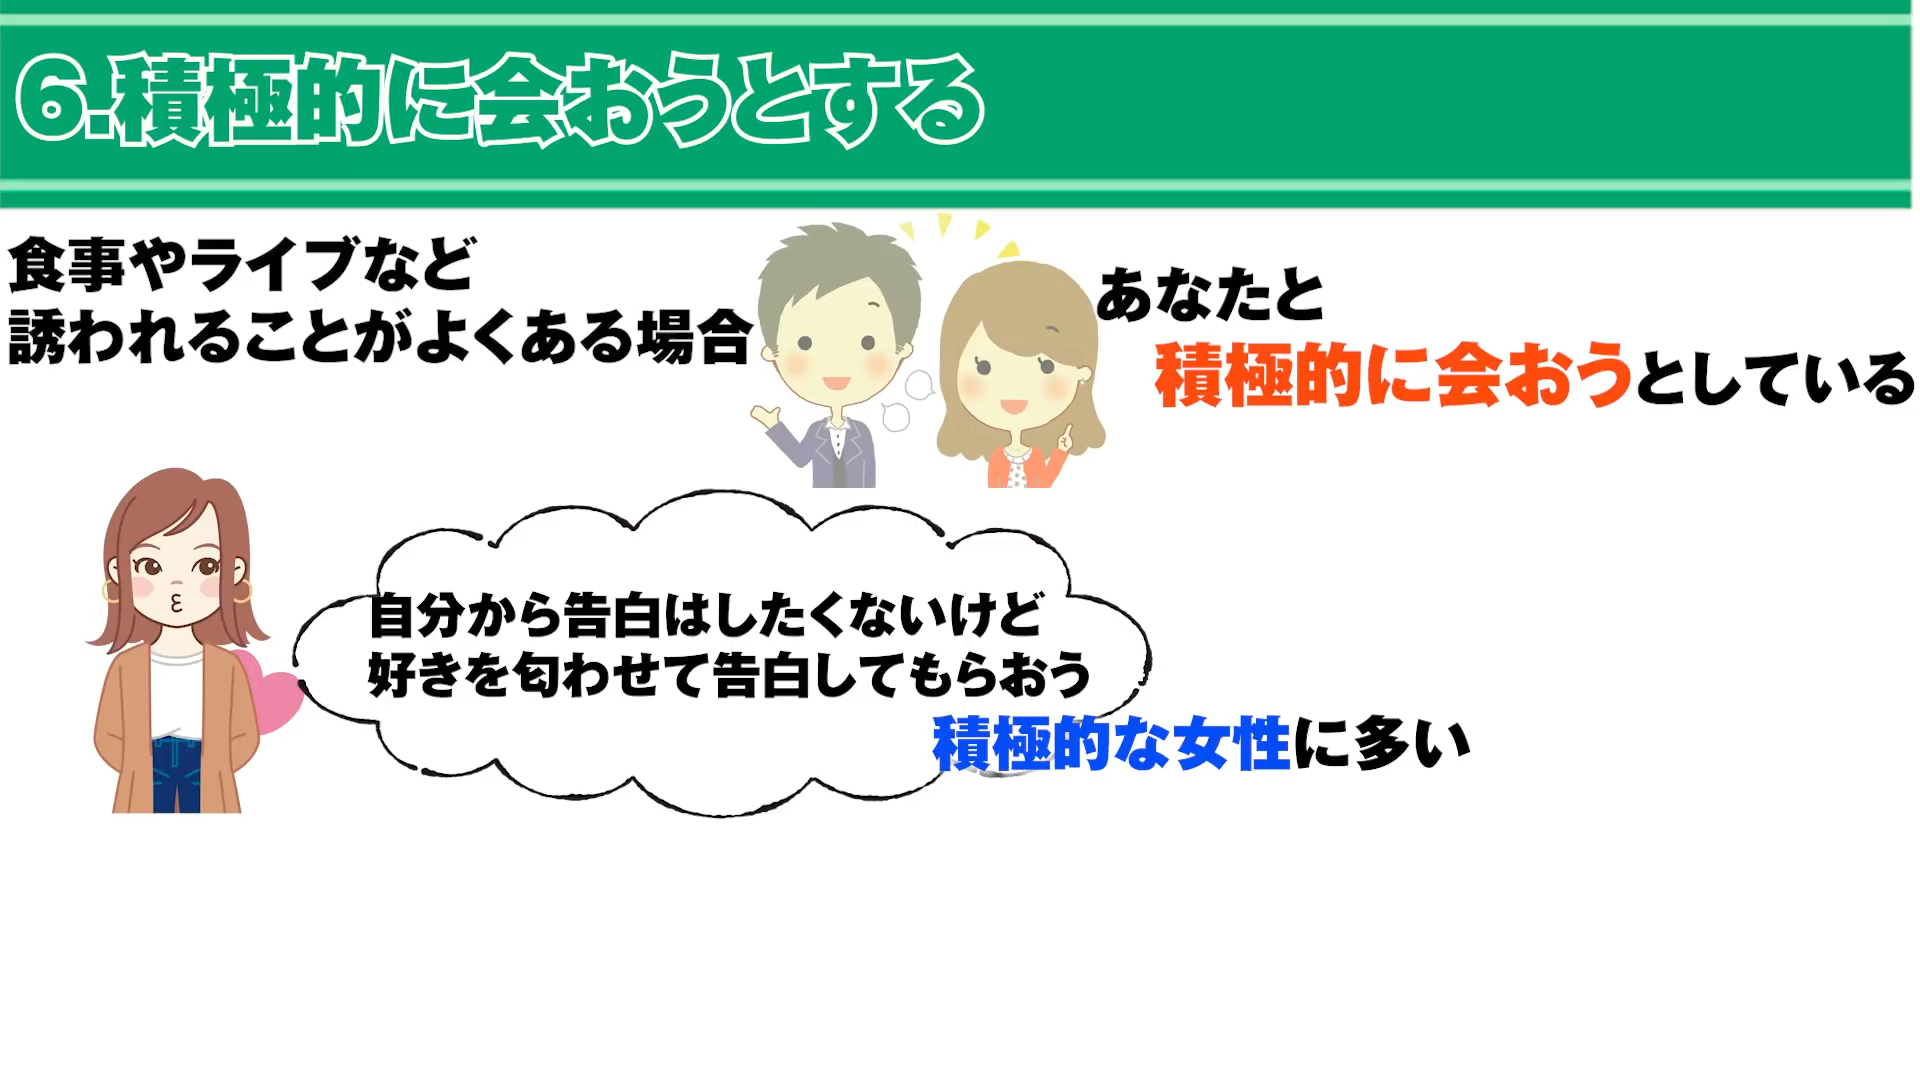 6.積極的に会おうとする
食事やライブなど
誘われることがよくある場合
あなたと
積極的に会おうとしている
自分から告白はしたくないけど
好きを匂わせて告白してもらおう
積極的な女性に多い